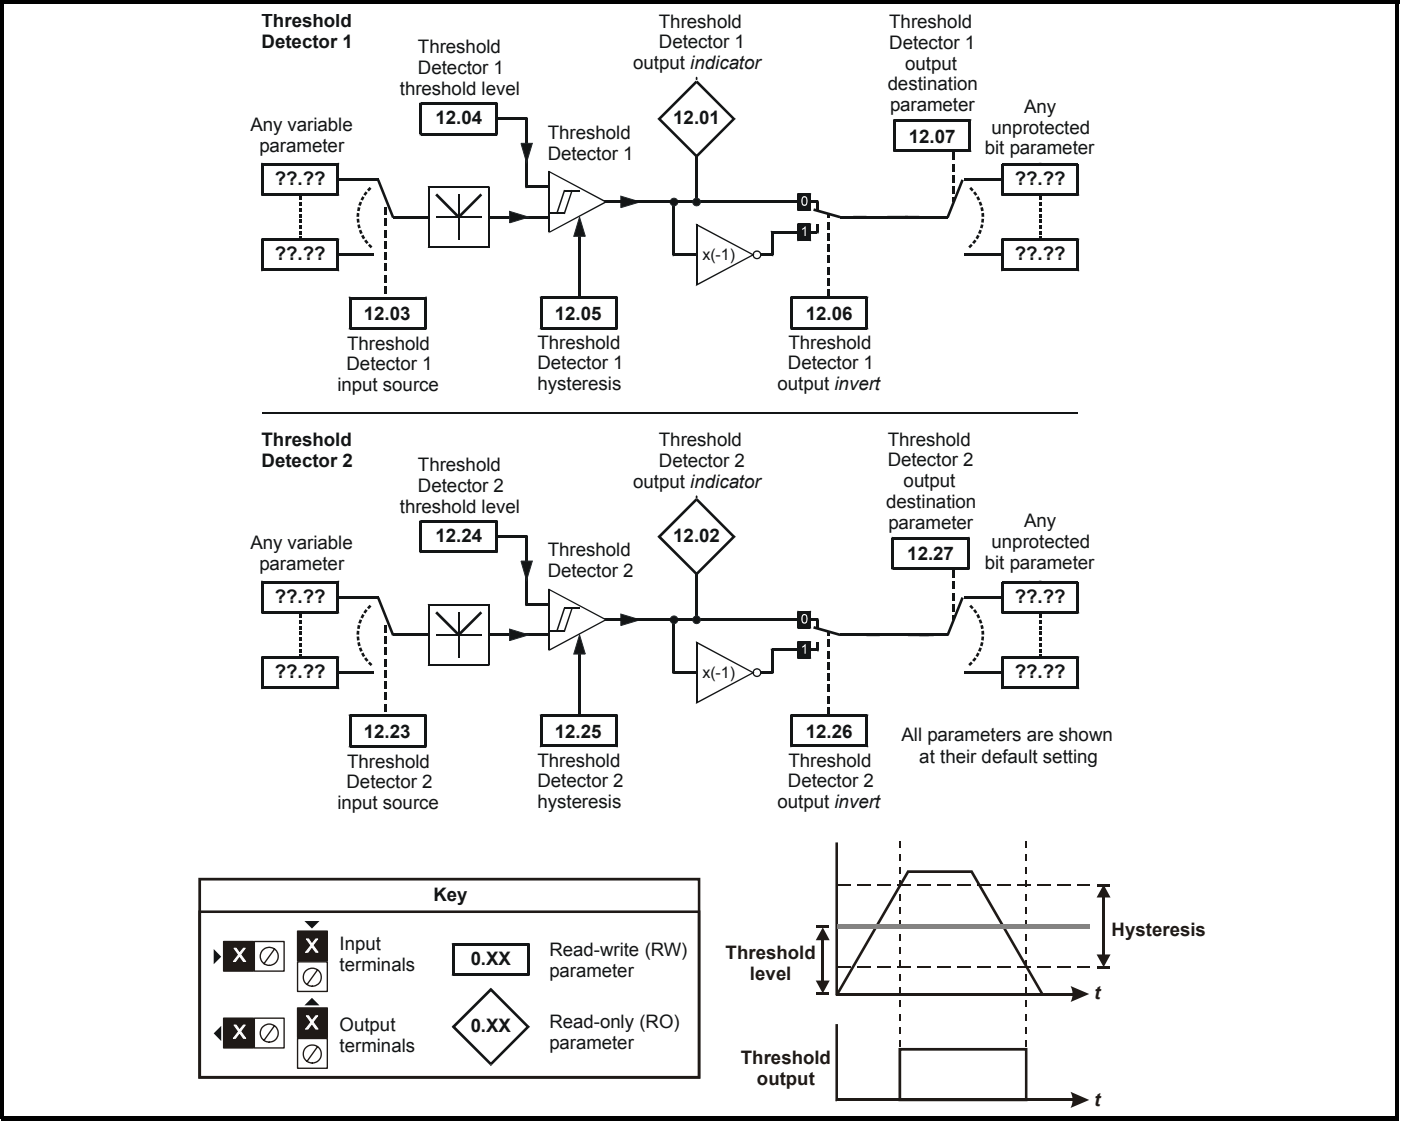 Threshold
Detector 1
Threshold
Detector 1
threshold level
12.04
Threshold
Detector 1
output indicator
12.01
Threshold
Detector 1
output
destination
parameter
12.07
Any variable
parameter
??.??
??.??
Threshold
Detector 1
Any
unprotected
bit parameter
??.??
??.??
0
1
x(-1)
12.03
Threshold
Detector 1
input source
12.05
Threshold
Detector 1
hysteresis
12.06
Threshold
Detector 1
output invert
Threshold
Detector 2
Threshold
Detector 2
threshold level
12.24
Threshold
Detector 2
output indicator
12.02
Threshold
Detector 2
output
destination
parameter
12.27
Any variable
parameter
??.??
??.??
Threshold
Detector 2
Any
unprotected
bit parameter
??.??
??.??
0
1
x(-1)
12.23
Threshold
Detector 2
input source
12.25
Threshold
Detector 2
hysteresis
12.26
Threshold
Detector 2
output invert
All parameters are shown
at their default setting
Key
X
X
Input
terminals
0.XX
Read-write (RW)
parameter
X
X
Output
terminals
0.XX
Read-only (RO)
parameter
Threshold
level
Hysteresis
t
Threshold
output
t